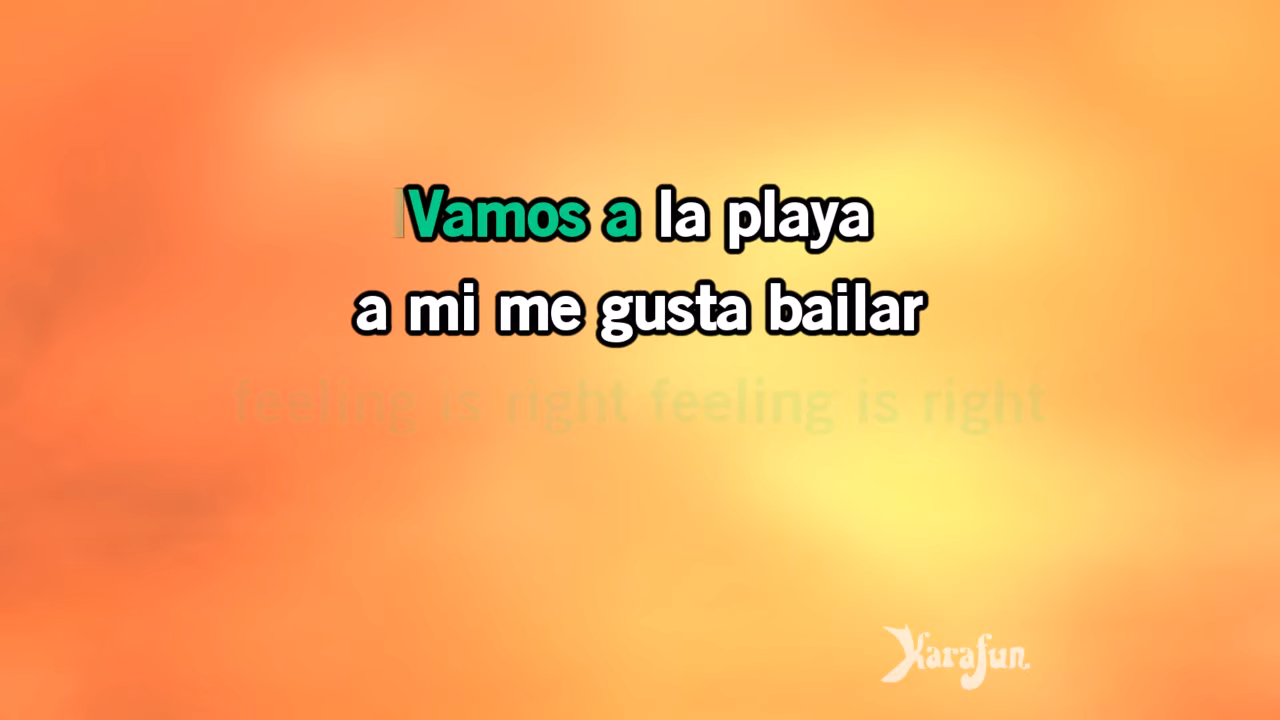 Vamos a la playa
a mi me gusta bailar
feeling is right feeling is right
Karafun